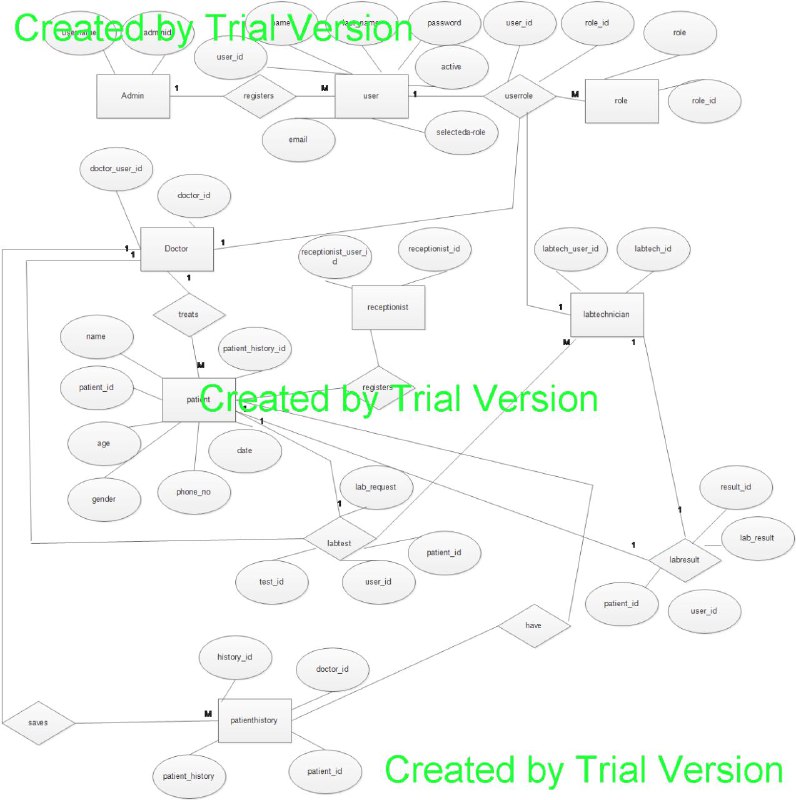 Created by Trial Version
username
adminid
name
last_name
password
user_id
role_id
role
user_id
active
Admin
1
registers
M
user
1
userrole
M
role
role_id
email
selecteda-role
doctor_user_id
doctor_id
1
1
Doctor
1
1
receptionist_user_i
d
receptionist_id
labtech_user_id
labtech_id
treats
receptionist
1
labtechnician
M
1
name
patient_history_id
M
patient_id
patient
registers
Created by Trial Version
1
1
age
date
gender
phone_no
lab_request
1
result_id
1
labtest
1
lab_result
patient_id
labresult
test_id
user_id
patient_id
user_id
have
history_id
doctor_id
saves
M
patienthistory
patient_history
patient_id
Created by Trial Version